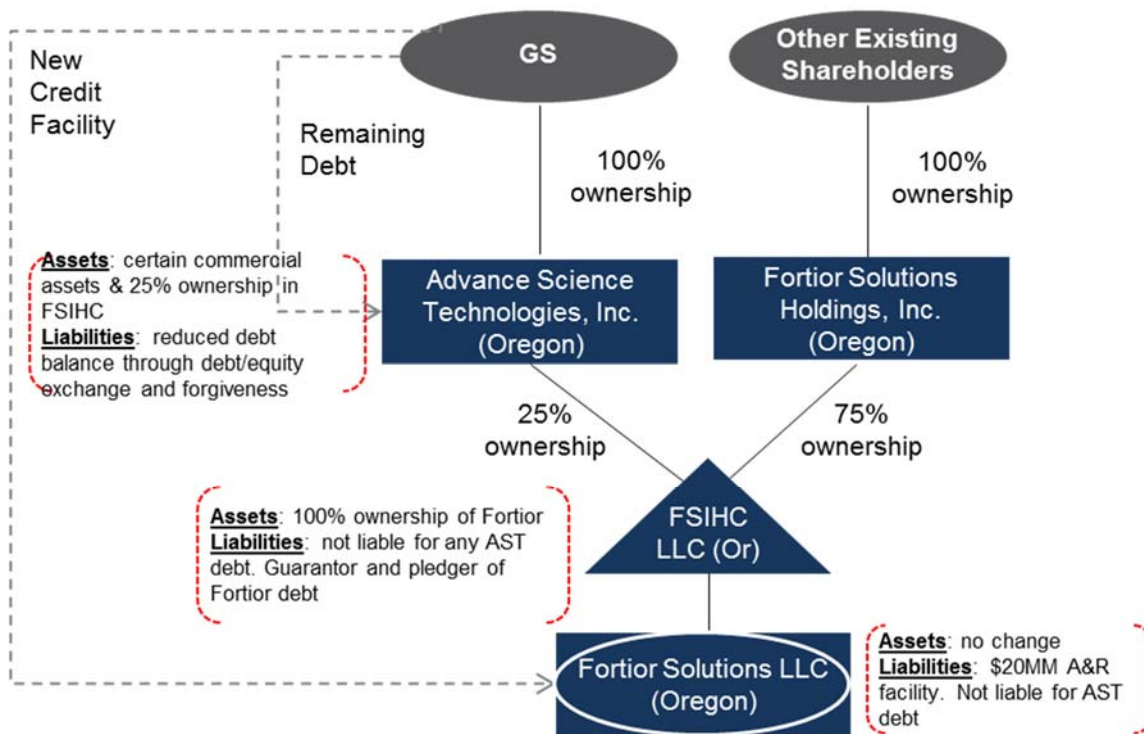 GS
Other Existing
Shareholders
New
Credit
Facility
Remaining
Debt
100%
ownership
100%
ownership
Assets: certain commercial
assets & 25% ownership in
FSIHC
Liabilities: reduced debt
balance through debt/equity
exchange and forgiveness
Advance Science
Technologies, Inc.
(Oregon)
Fortior Solutions
Holdings, Inc.
(Oregon)
25%
ownership
75%
ownership
Assets: 100% ownership of Fortior
Liabilities: not liable for any AST
debt. Guarantor and pledger of
Fortior debt
FSIHC
LLC (Or)
Fortior Solutions LLC
(Oregon)
Assets: no change
Liabilities: $20MM A&R
facility. Not liable for AST
debt